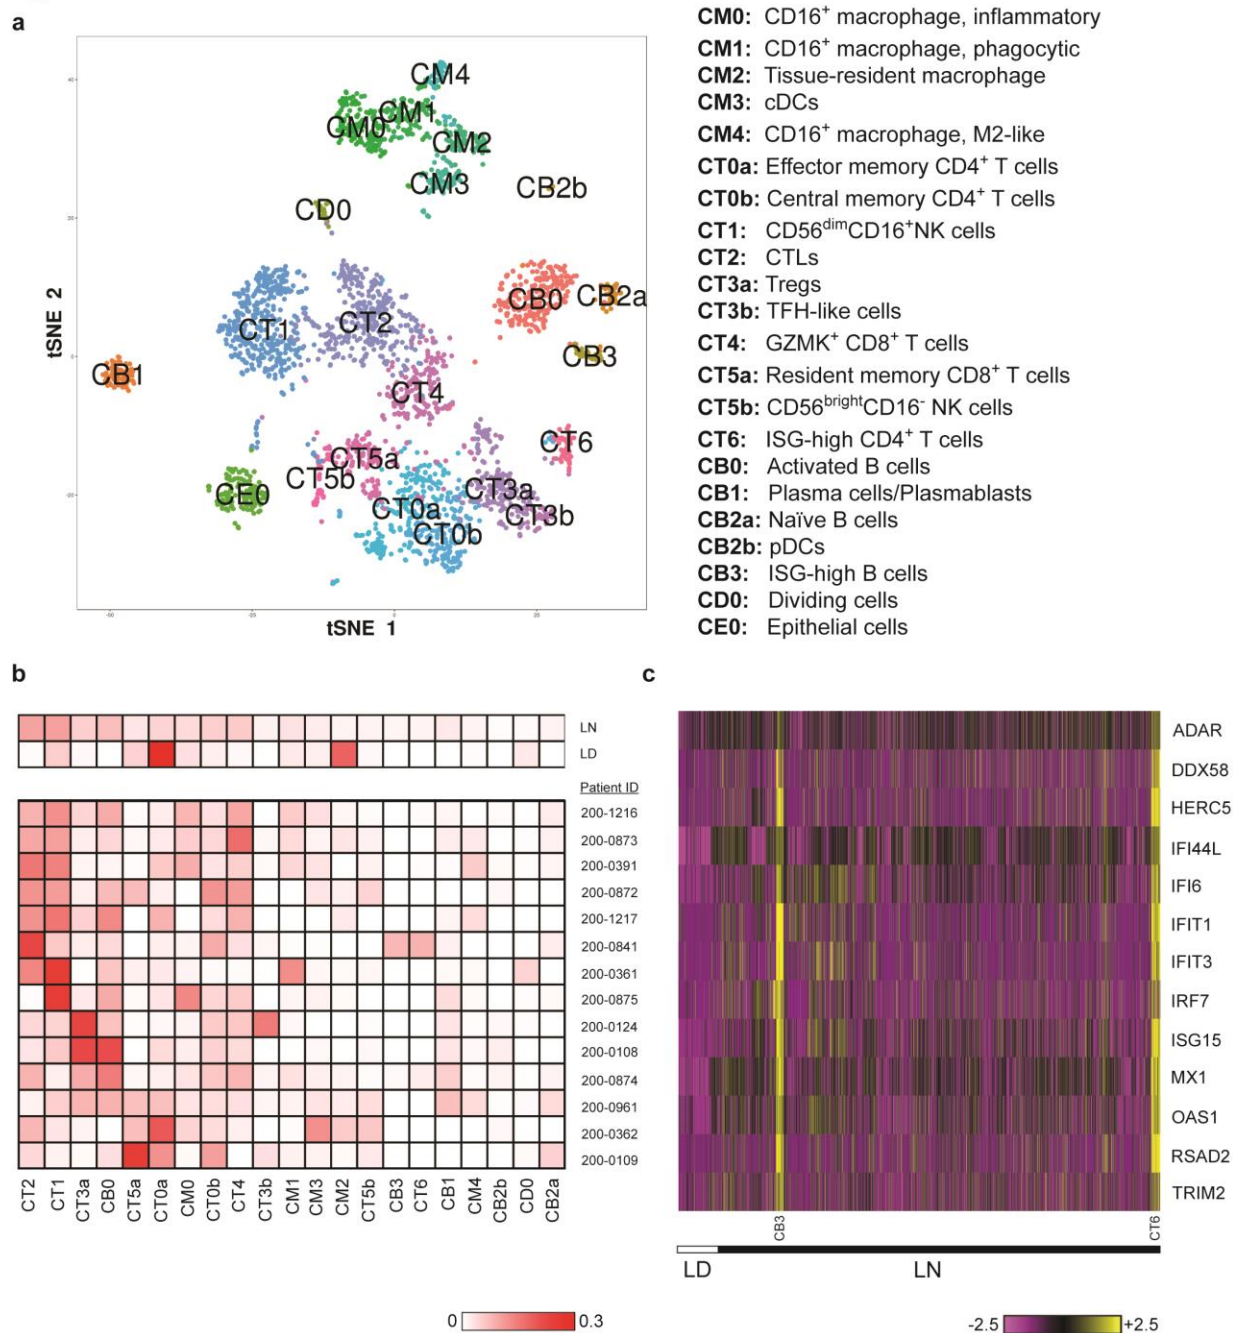 a
CM4
CM1
CM0
CM2
CM3
CB2b
CD0
CB0
CB2a
CT1
CT2
CB3
CB1
CT4
CT6
CT5a
CT5b
CE0
CT3a
CT0a
CT3b
CT0b
tSNE 2
tSNE 1
40
20
0
-50
-25
0
25
CM0: CD16⁺ macrophage, inflammatory
CM1: CD16⁺ macrophage, phagocytic
CM2: Tissue-resident macrophage
CM3: cDCs
CM4: CD16⁺ macrophage, M2-like
CT0a: Effector memory CD4⁺ T cells
CT0b: Central memory CD4⁺ T cells
CT1: CD56ᵈⁱᵐCD16⁺NK cells
CT2: CTLs
CT3a: Tregs
CT3b: TFH-like cells
CT4: GZMK⁺ CD8⁺ T cells
CT5a: Resident memory CD8⁺ T cells
CT5b: CD56ᵇʳⁱᵍʰᵗCD16⁻ NK cells
CT6: ISG-high CD4⁺ T cells
CB0: Activated B cells
CB1: Plasma cells/Plasmablasts
CB2a: Naïve B cells
CB2b: pDCs
CB3: ISG-high B cells
CD0: Dividing cells
CE0: Epithelial cells
b
LN
LD
Patient ID
200-1216
200-0873
200-0391
200-0872
200-1217
200-0841
200-0361
200-0875
200-0124
200-0108
200-0874
200-0961
200-0362
200-0109
CT2 CT1 CT3a CB0 CT5a CT0a CM0 CT0b CT4 CT3b CM1 CM3 CM2 CT5b CB3 CT6 CB1 CM4 CB2b CD0 CB2a
0 0.3
c
ADAR
DDX58
HERC5
IFI44L
IFI6
IFIT1
IFIT3
IRF7
ISG15
MX1
OAS1
RSAD2
TRIM2
CB3 CT6
LD LN
-2.5 +2.5